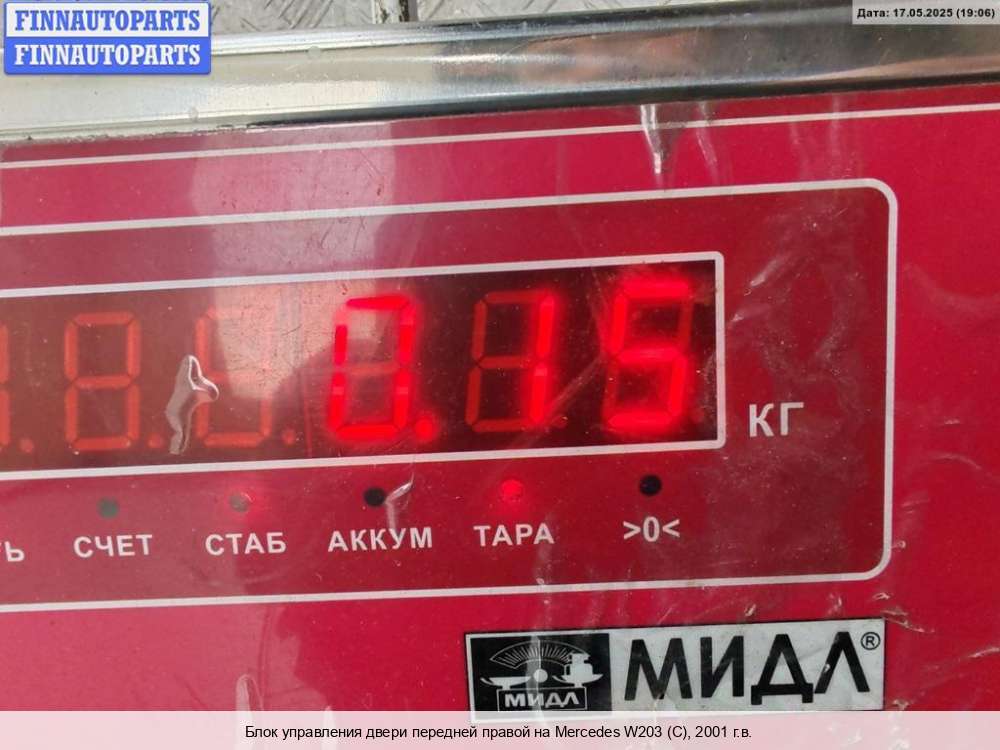 FINNAUTOPARTS
FINNAUTOPARTS
Дата: 17.05.2025 (19:06)
0.15
КГ
Ь СЧЕТ СТАБ АККУМ ТАРА >0<
МИДЛ МИДЛ®
Блок управления двери передней правой на Mercedes W203 (C), 2001 г.в.